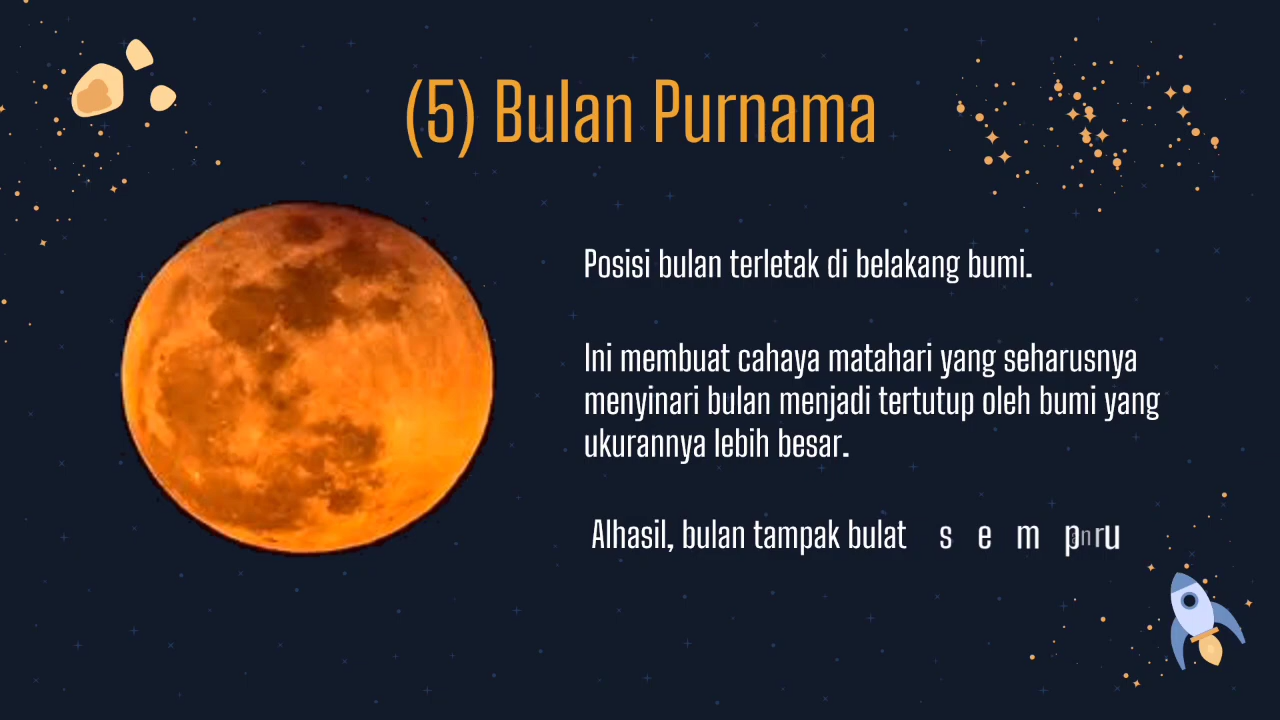 (5) Bulan Purnama
Posisi bulan terletak di belakang bumi.
Ini membuat cahaya matahari yang seharusnya
menyinari bulan menjadi tertutup oleh bumi yang
ukurannya lebih besar.
Alhasil, bulan tampak bulat